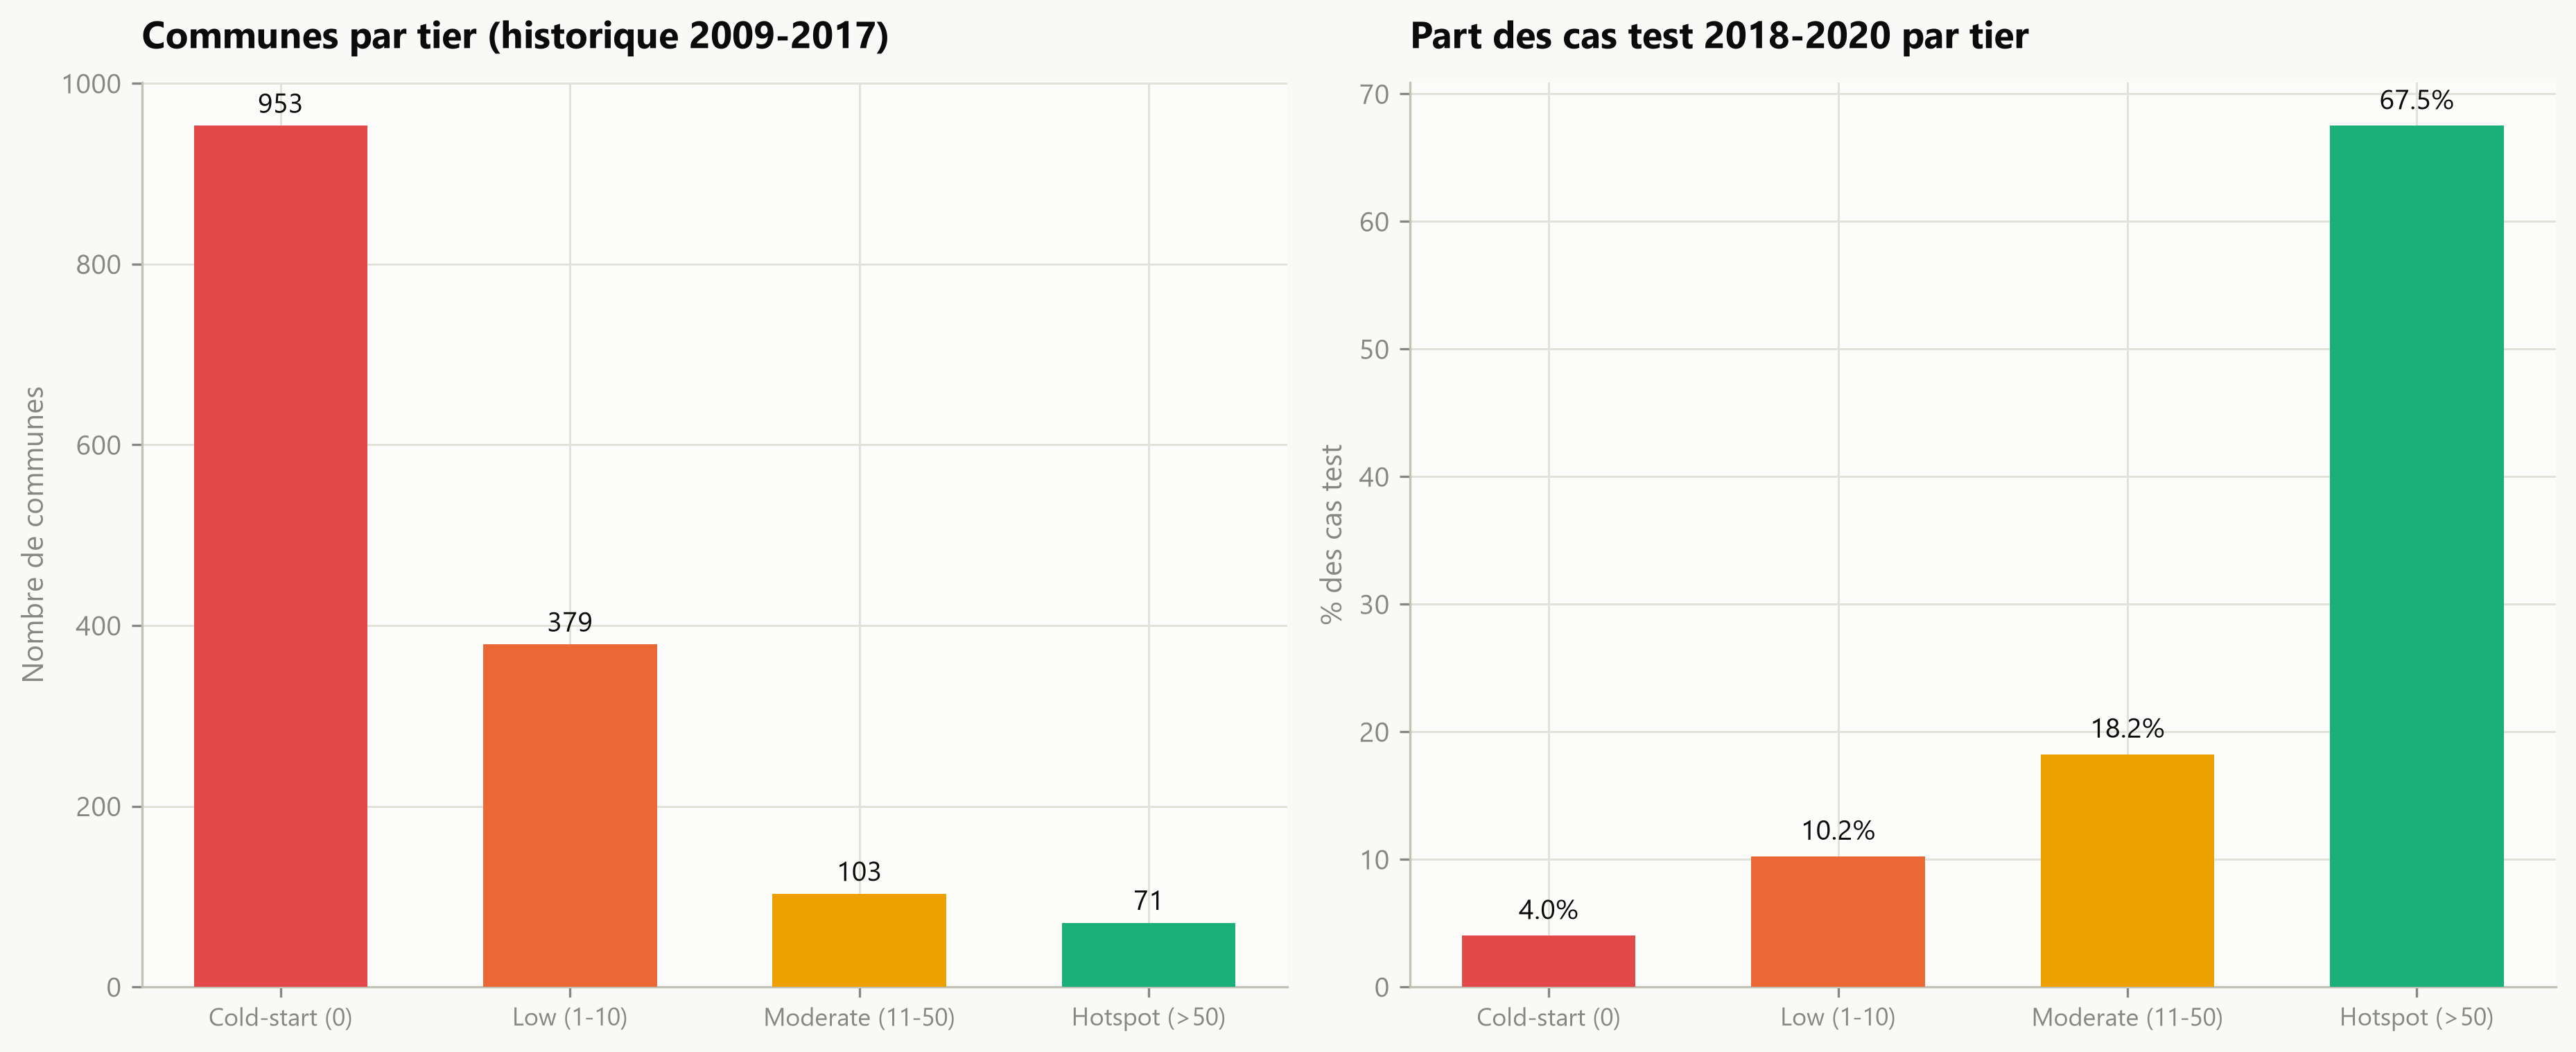 Communes par tier (historique 2009-2017)
1000
953
800
600
400
379
200
103
71
0
Nombre de communes
Cold-start (0)
Low (1-10)
Moderate (11-50)
Hotspot (>50)
Part des cas test 2018-2020 par tier
70
67.5%
60
50
40
30
20
18.2%
10.2%
10
4.0%
0
% des cas test
Cold-start (0)
Low (1-10)
Moderate (11-50)
Hotspot (>50)